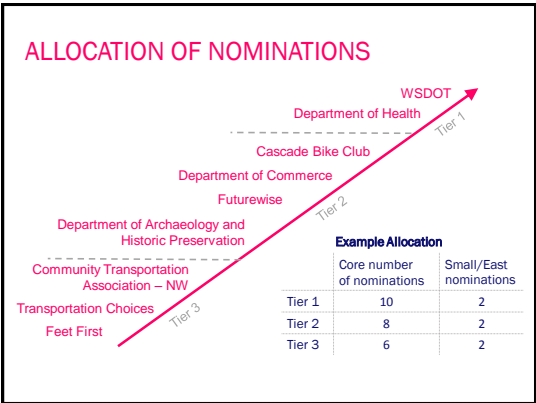 ALLOCATION OF NOMINATIONS
WSDOT
Department of Health
Tier 1
Cascade Bike Club
Department of Commerce
Futurewise
Tier 2
Department of Archaeology and
Historic Preservation
Community Transportation
Association – NW
Transportation Choices
Feet First
Tier 3
Example Allocation
Core number
of nominations
Small/East
nominations
Tier 1 10 2
Tier 2 8 2
Tier 3 6 2